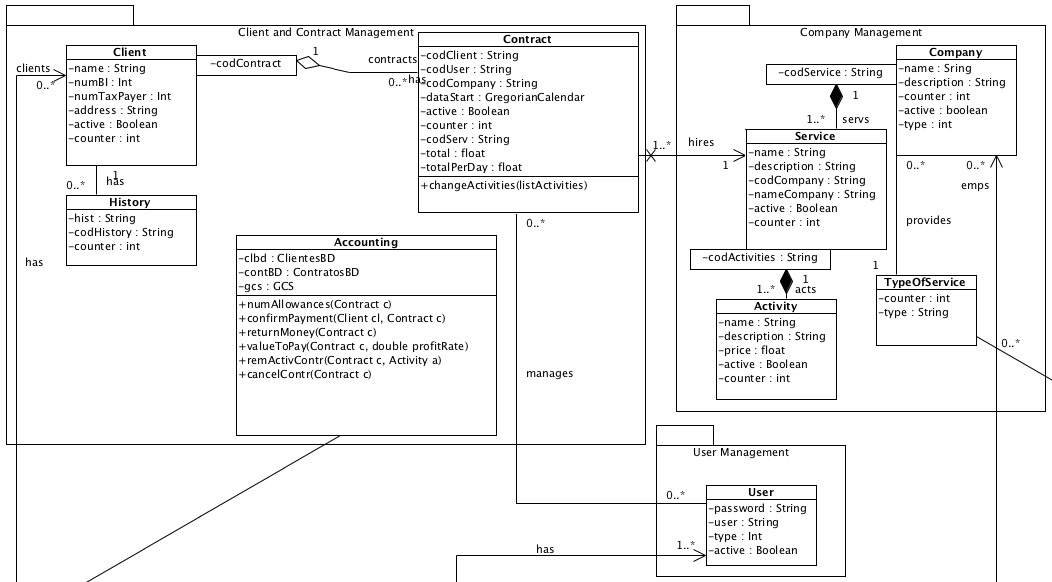 Client and Contract Management
Client
-name : String
-numBI : Int
-numTaxPayer : Int
-address : String
-active : Boolean
-counter : int
clients
0..*
-codContract
1
contracts
0..*
has
Contract
-codClient : String
-codUser : String
-codCompany : String
-dataStart : GregorianCalendar
-active : Boolean
-counter : int
-codServ : String
-total : float
-totalPerDay : float
+changeActivities(listActivities)
1
has
0..*
History
-hist : String
-codHistory : String
-counter : int
has
Accounting
-clbd : ClientesBD
-contBD : ContratosBD
-gcs : GCS
+numAllowances(Contract c)
+confirmPayment(Client cl, Contract c)
+returnMoney(Contract c)
+valueToPay(Contract c, double profitRate)
+remActivContr(Contract c, Activity a)
+cancelContr(Contract c)
0..*
manages
0..*
1..*
hires
1
Company Management
Company
-name : Srig
-description : String
-counter : int
-active : boolean
-type : int
-codService : String
1
1..*
servs
Service
-name : String
-description : String
-codCompany : String
-nameCompany : String
-active : Boolean
-counter : int
-codActivities : String
1
1..*
acts
Activity
-name : String
-description : String
-price : float
-active : Boolean
-counter : int
0..*
0..*
emps
provides
1
TypeOfService
-counter : int
-type : String
0..*
User Management
User
-password : String
-user : String
-type : Int
-active : Boolean
has
1..*